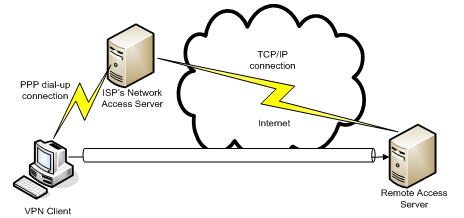 TCP/IP
connection
PPP dial-up
connection
ISP's Network
Access Server
Internet
VPN Client
Remote Access
Server